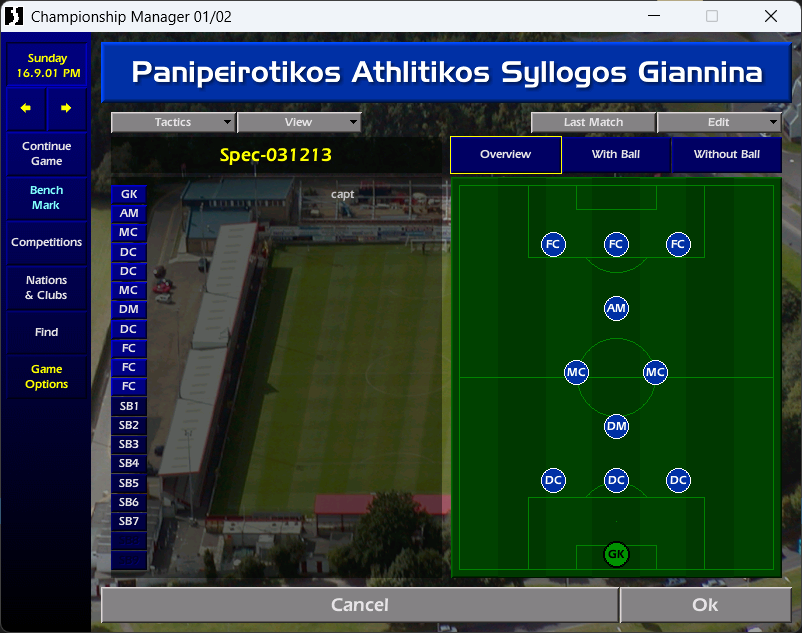 Championship Manager 01/02
Sunday
16.9.01 PM
Continue
Game
Bench
Mark
Competitions
Nations
& Clubs
Find
Game
Options
Panipeirotikos Athlitikos Syllogos Giannina
Tactics View Last Match Edit
Spec-031213
Overview With Ball Without Ball
GK capt
AM
MC
DC
DC
MC
DM
DC
FC
FC
FC
SB1
SB2
SB3
SB4
SB5
SB6
SB7
FC FC FC
AM
MC MC
DM
DC DC DC
GK
Cancel Ok